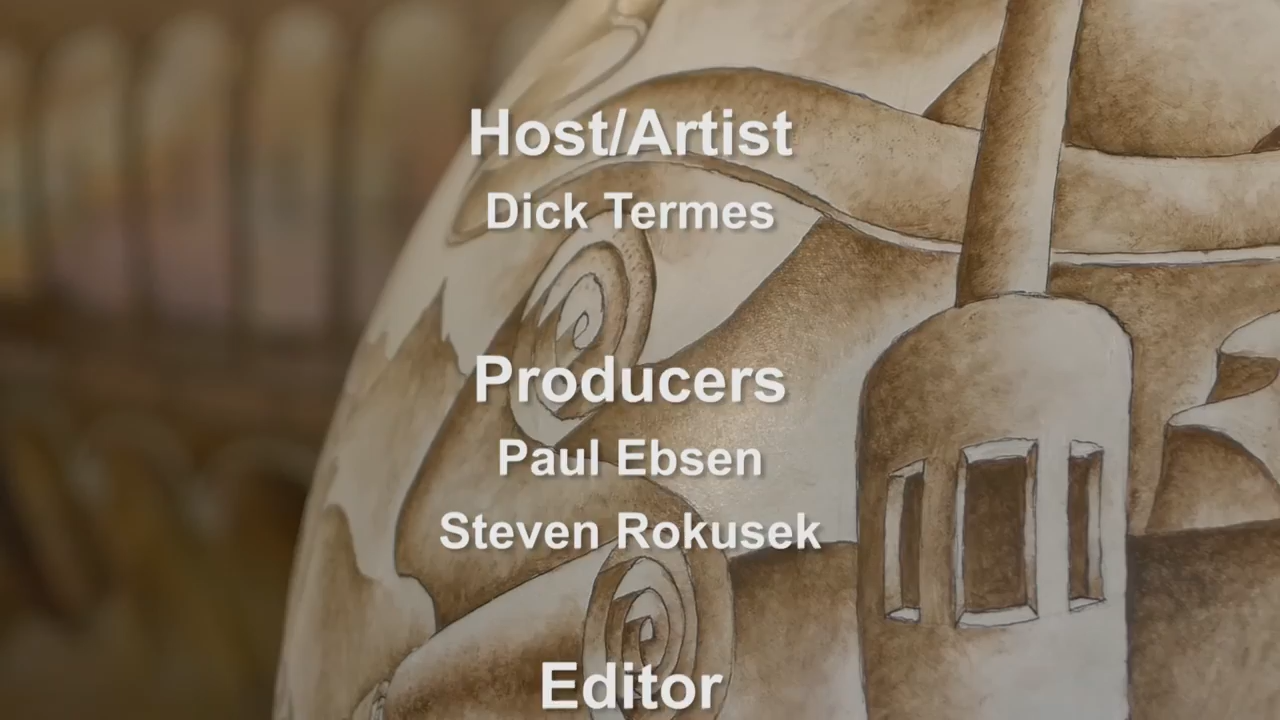 Host/Artist
Dick Termes
Producers
Paul Ebsen
Steven Rokusek
Editor